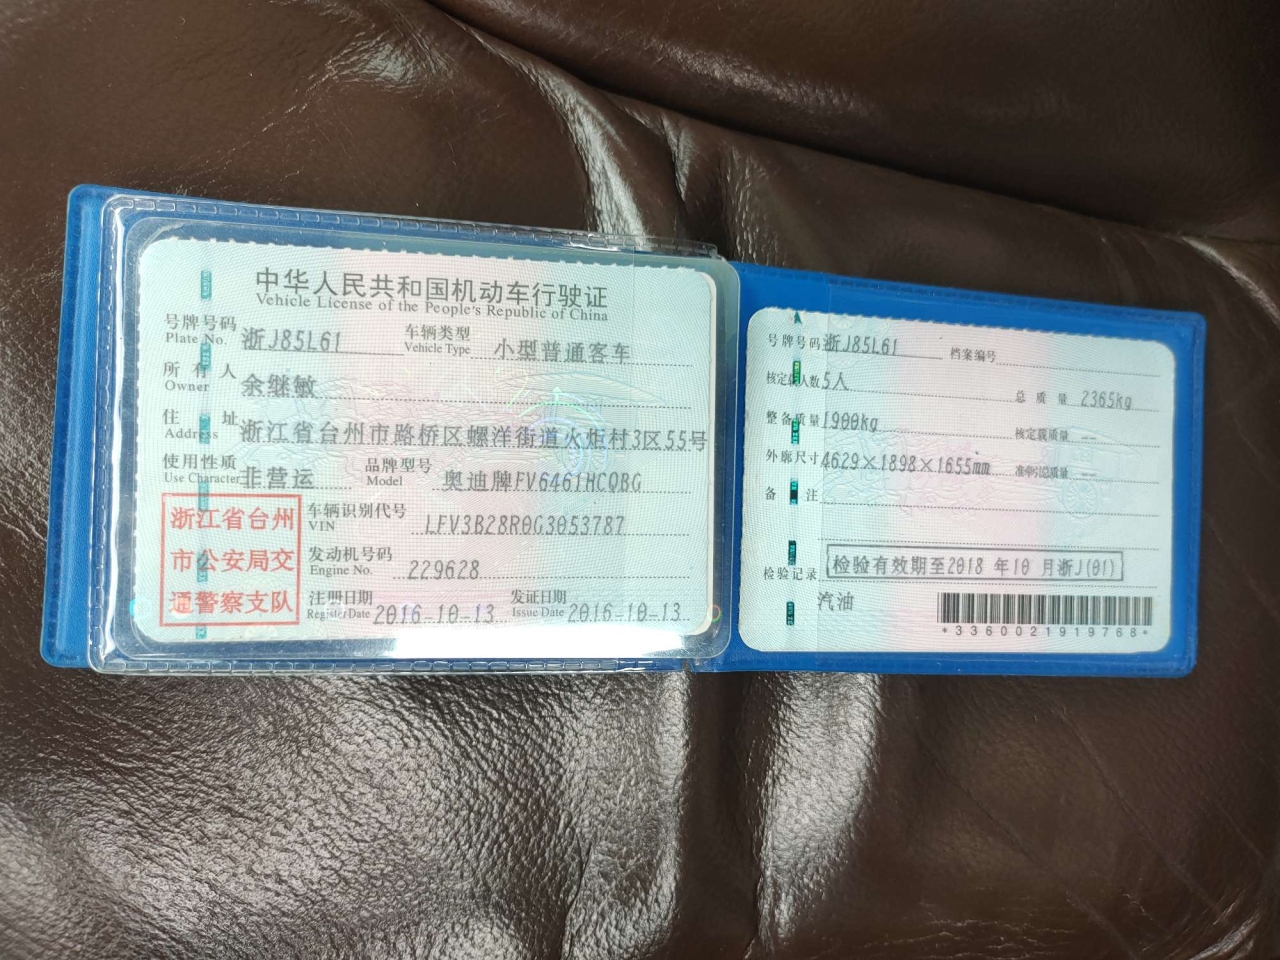 中华人民共和国机动车行驶证
Vehicle License of the People's Republic of China
号牌号码 浙J85L61 车辆类型 小型普通客车
Plate No. Vehicle Type
所有人 余继敏
Owner
住址 浙江省台州市路桥区螺洋街道火炬村3区55号
Address
使用性质 非营运 品牌型号 奥迪牌FV6461HCQBG
Use Character Model
浙江省台州
市公安局交
通警察支队
车辆识别代号 LFV3B28R0G3053787
VIN
发动机号码 229628
Engine No.
注册日期 2016-10-13 发证日期 2016-10-13
Register Date Issue Date
号牌号码 浙J85L61 档案编号
核定载人数 5人 总质量 2365kg
整备质量 1900kg 核定载质量 --
外廓尺寸 4629×1898×1655mm 准牵引总质量 --
备注
检验记录 检验有效期至2018年10月浙J(01)
汽油
*3360021919768*